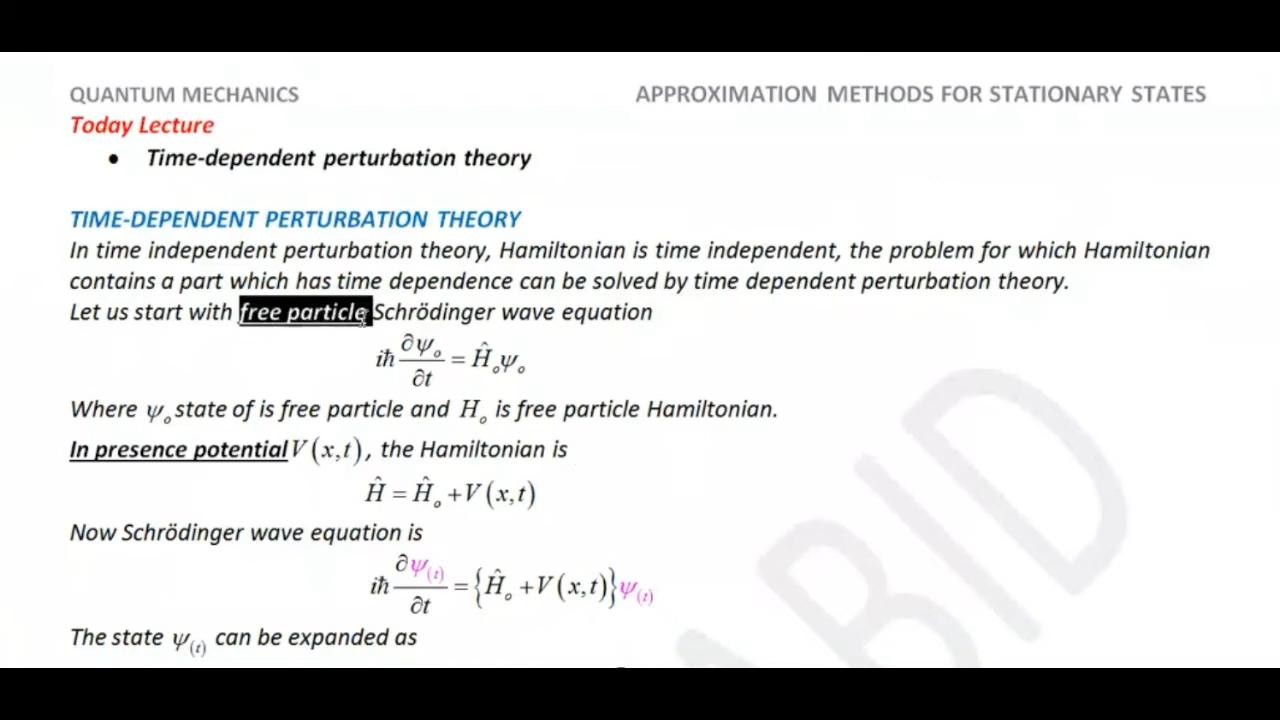 QUANTUM MECHANICS APPROXIMATION METHODS FOR STATIONARY STATES
Today Lecture
• Time-dependent perturbation theory
TIME-DEPENDENT PERTURBATION THEORY
In time independent perturbation theory, Hamiltonian is time independent, the problem for which Hamiltonian
contains a part which has time dependence can be solved by time dependent perturbation theory.
Let us start with free particle Schrödinger wave equation
iħ ∂ψₒ/∂t = Ĥₒψₒ
Where ψₒ state of is free particle and Hₒ is free particle Hamiltonian.
In presence potential V(x,t), the Hamiltonian is
Ĥ = Ĥₒ +V(x,t)
Now Schrödinger wave equation is
iħ ∂ψ₍t₎/∂t = {Ĥₒ +V(x,t)}ψ₍t₎
The state ψ₍t₎ can be expanded as
ABID